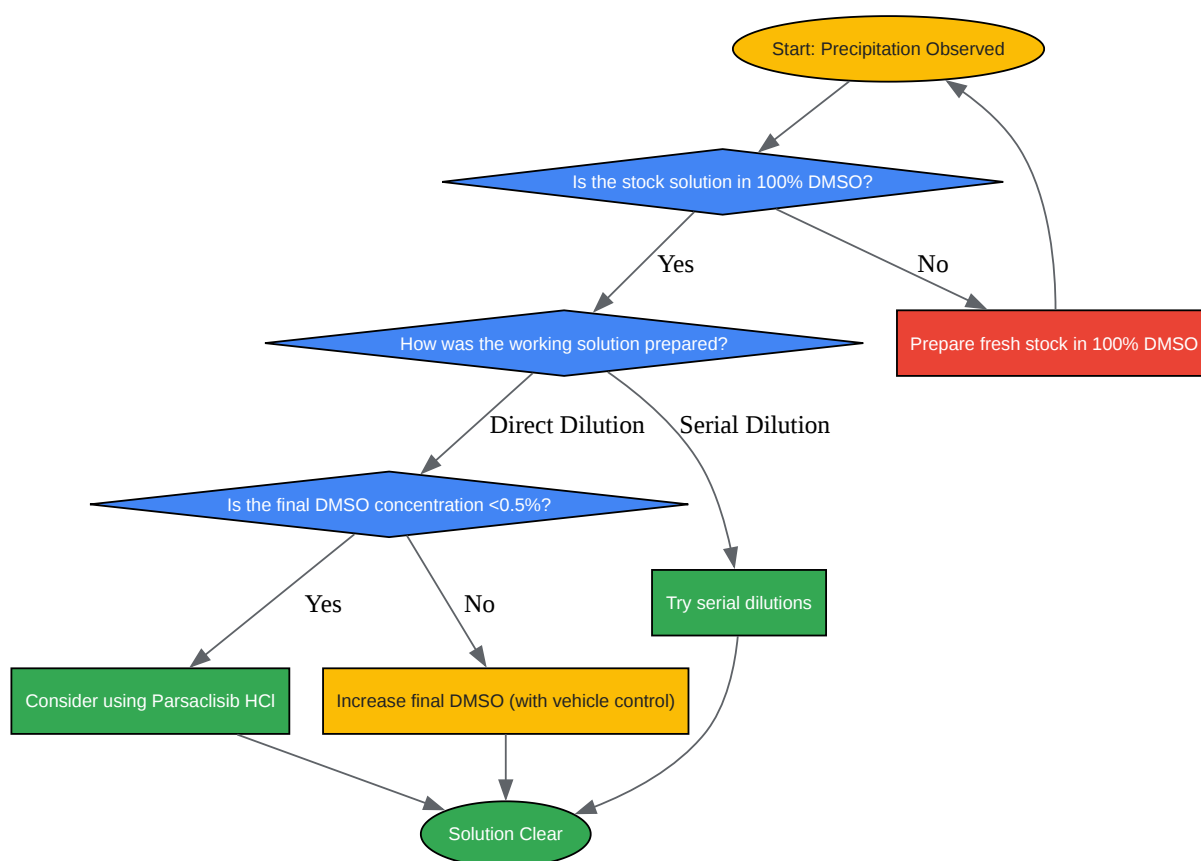 Start: Precipitation Observed
Is the stock solution in 100% DMSO?
Yes
No
How was the working solution prepared?
Prepare fresh stock in 100% DMSO
Direct Dilution
Serial Dilution
Is the final DMSO concentration <0.5%?
Yes
No
Try serial dilutions
Consider using Parsaclisib HCl
Increase final DMSO (with vehicle control)
Solution Clear